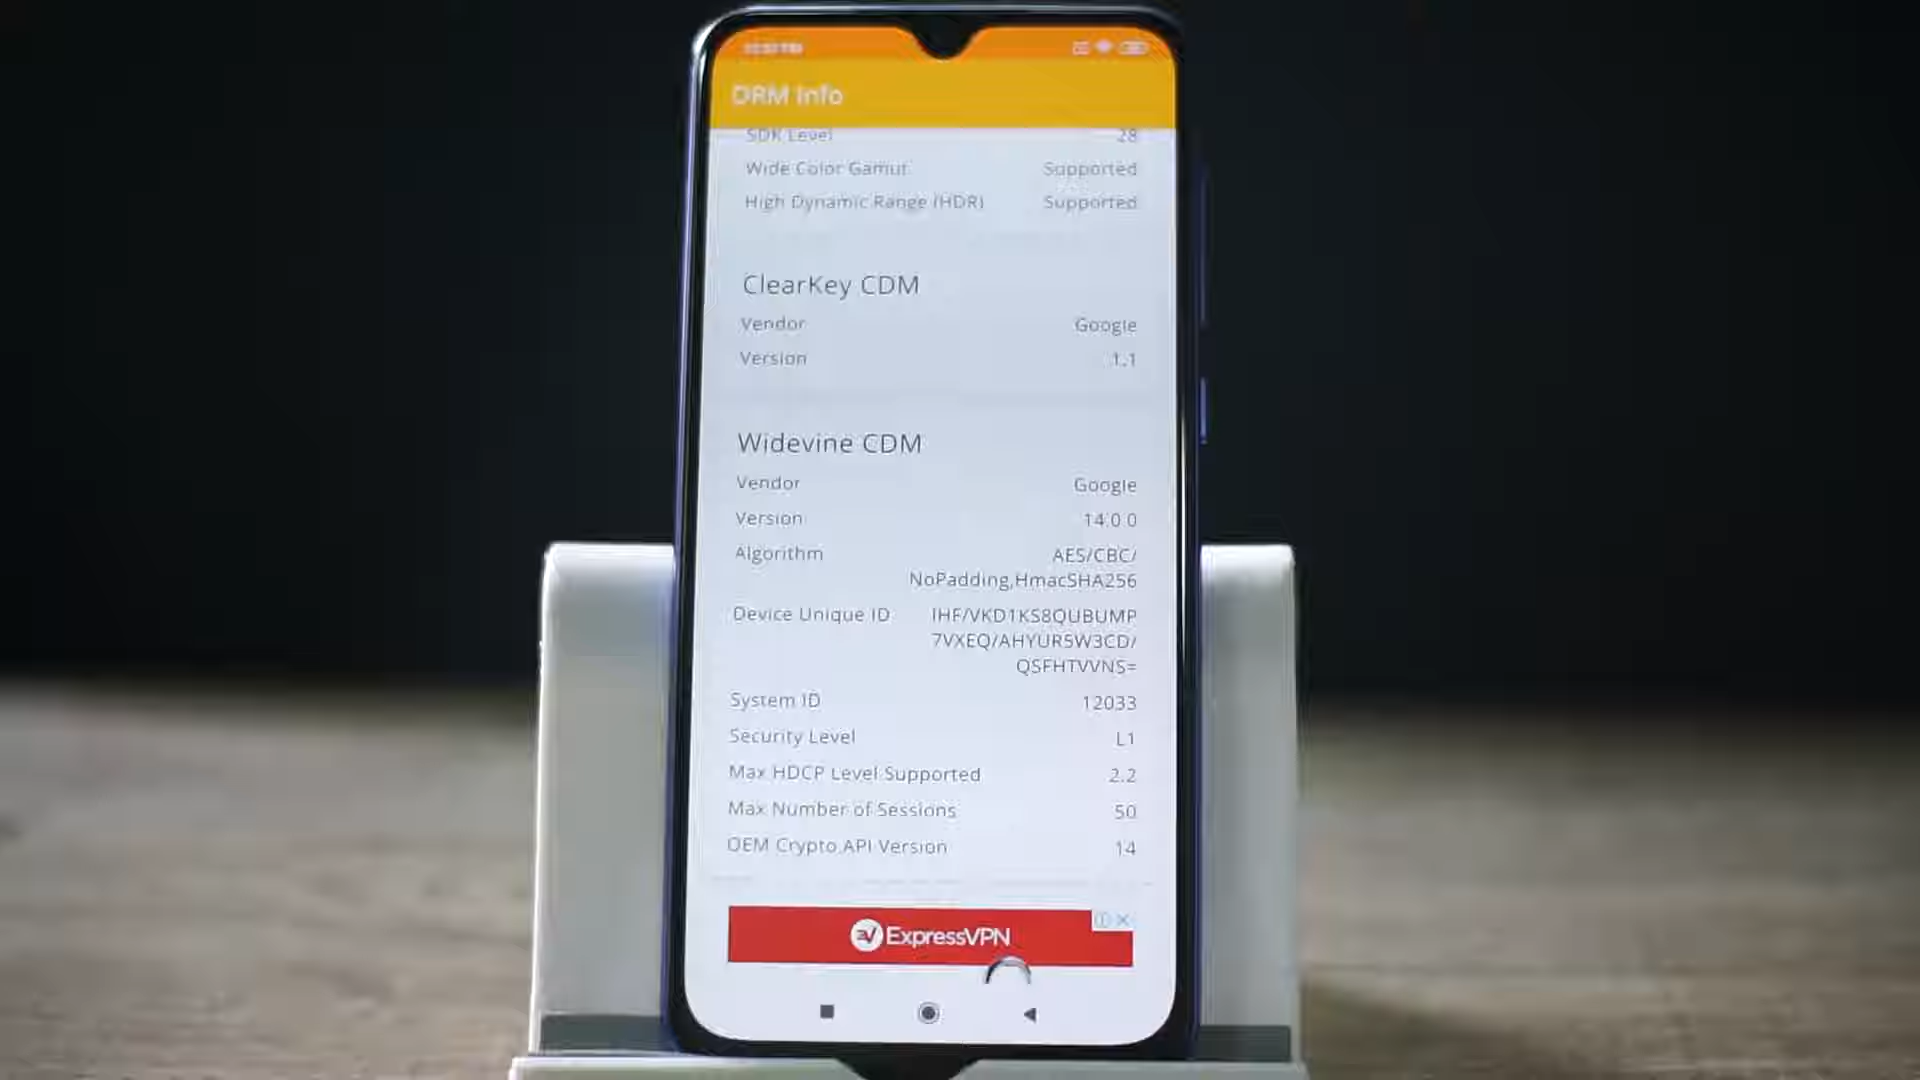 DRM Info
SDK Level 28
Wide Color Gamut Supported
High Dynamic Range (HDR) Supported
ClearKey CDM
Vendor Google
Version 1.1
Widevine CDM
Vendor Google
Version 14.0.0
Algorithm AES/CBC/
NoPadding,HmacSHA256
Device Unique ID IHF/VKD1KS8QUBUMP
7VXEQ/AHYUR5W3CD/
System ID 12033
Security Level L1
Max HDCP Level Supported 2.2
Max Number of Sessions 50
OEM Crypto API Version 14
ExpressVPN